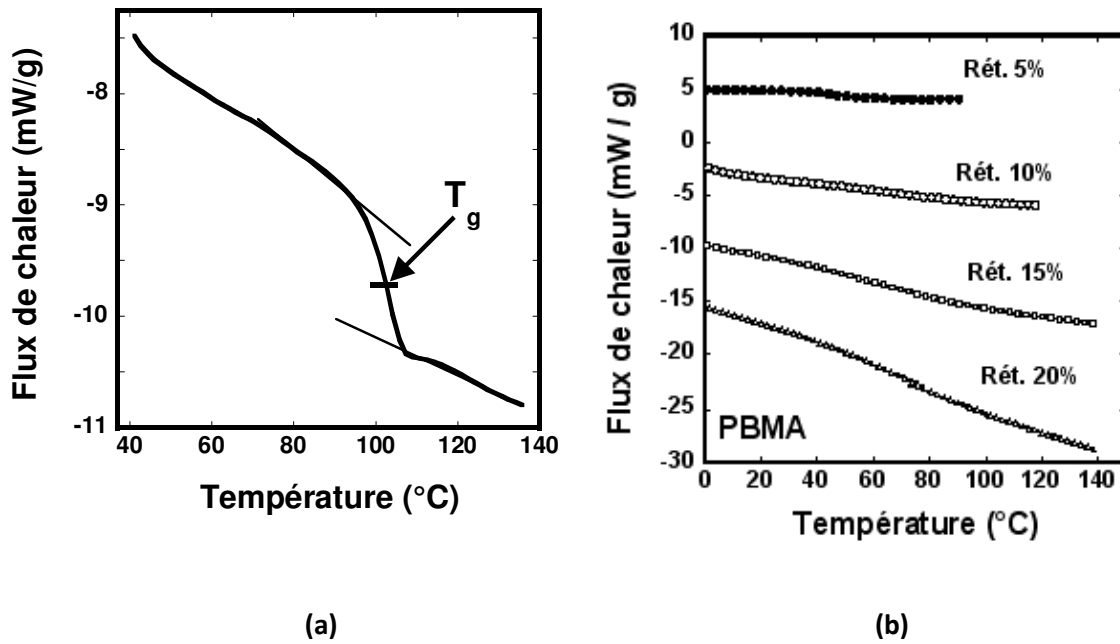 Flux de chaleur (mW/g)
-7
-8
-9
-10
-11
T
g
40
60
80
100
120
140
Température (°C)
(a)
Flux de chaleur (mW / g)
10
5
0
-5
-10
-15
-10
-20
-25
-30
Rét. 5%
Rét. 10%
Rét. 15%
Rét. 20%
PBMA
0
20
40
60
80
100
120
140
Température (°C)
(b)